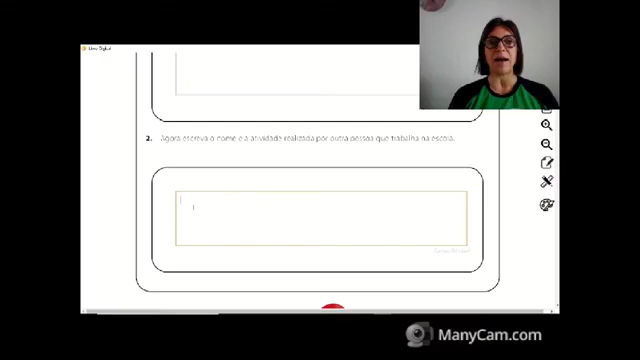 Livro Digital
2. Agora escreva o nome e a atividade realizada por outra pessoa que trabalha na escola.
ManyCam.com